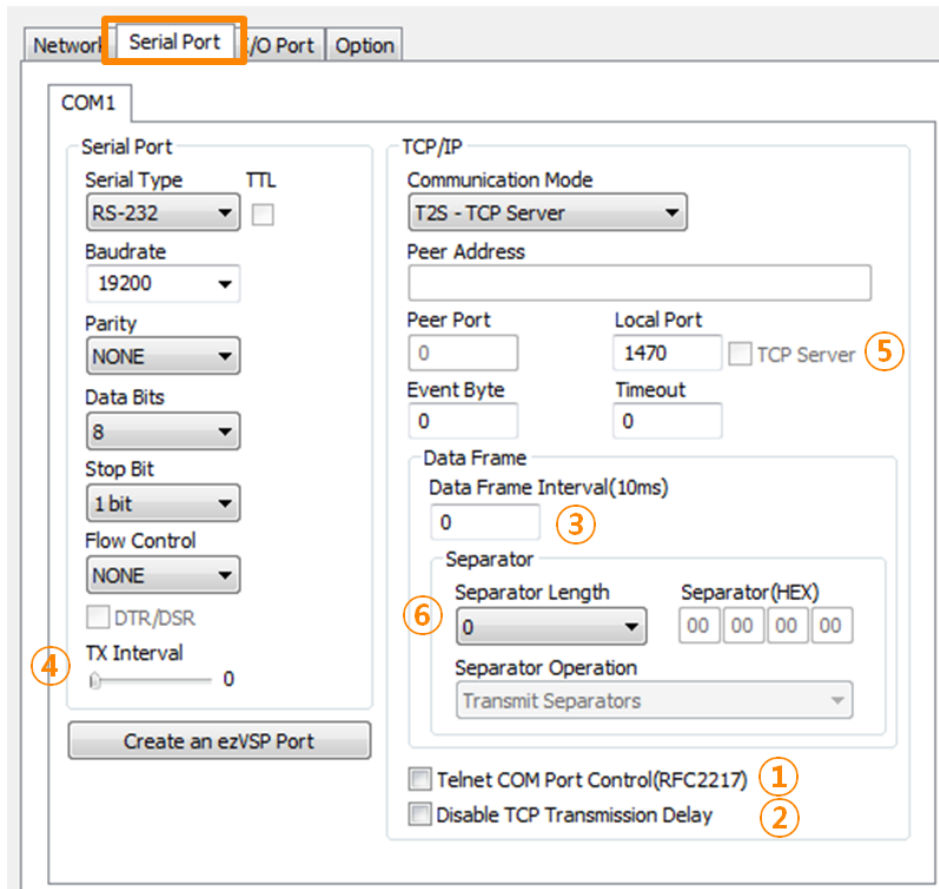 Network Serial Port I/O Port Option
COM1
Serial Port
Serial Type TTL
RS-232
Baudrate
19200
Parity
NONE
Data Bits
8
Stop Bit
1 bit
Flow Control
NONE
DTR/DSR
④ TX Interval
0
Create an ezVSP Port
TCP/IP
Communication Mode
T2S - TCP Server
Peer Address
Peer Port Local Port
0 1470 TCP Server ⑤
Event Byte Timeout
0 0
Data Frame
Data Frame Interval(10ms)
0 ③
Separator
Separator Length Separator(HEX)
⑥ 0 00 00 00 00
Separator Operation
Transmit Separators
Telnet COM Port Control(RFC2217) ①
Disable TCP Transmission Delay ②